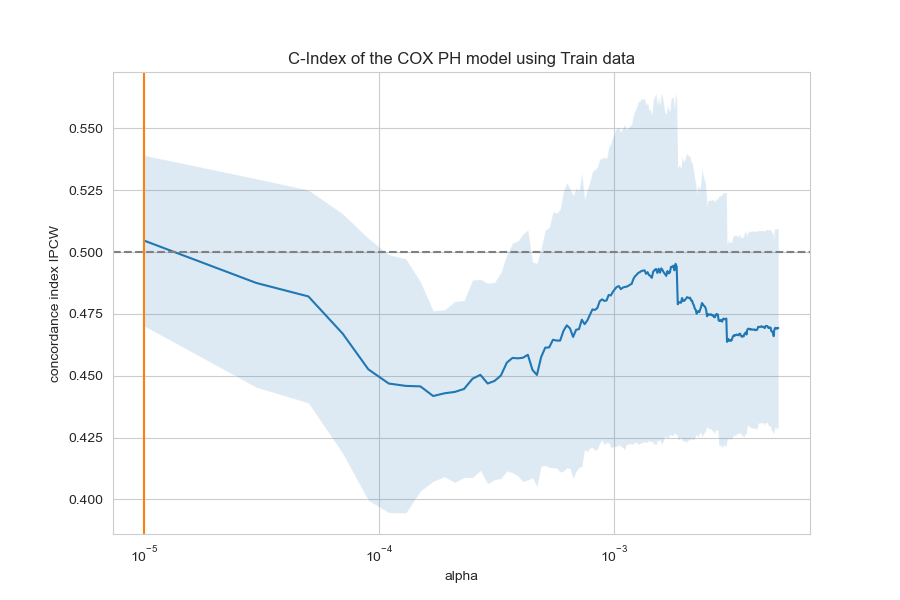 C-Index of the COX PH model using Train data
concordance index IPCW
0.550
0.525
0.500
0.475
0.450
0.425
0.400
10⁻⁵ 10⁻⁴ 10⁻³
alpha